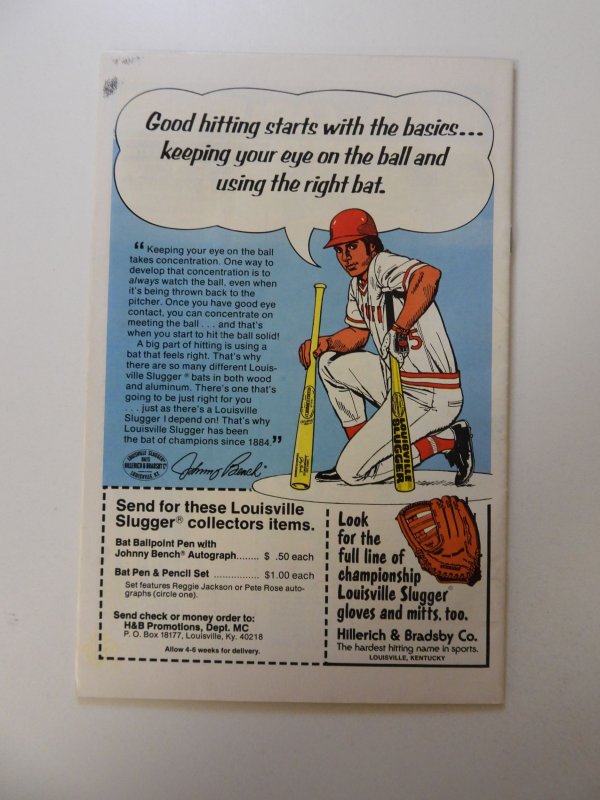 Good hitting starts with the basics...
keeping your eye on the ball and
using the right bat.
“Keeping your eye on the ball
takes concentration. One way to
develop that concentration is to
always watch the ball, even when
it's being thrown back to the
pitcher. Once you have good eye
contact, you can concentrate on
meeting the ball . . . and that's
when you start to hit the ball solid!
A big part of hitting is using a
bat that feels right. That's why
there are so many different Louis-
ville Slugger® bats in both wood
and aluminum. There's one that's
going to be just right for you
. . . just as there's a Louisville
Slugger I depend on! That's why
Louisville Slugger has been
the bat of champions since 1884.”
LOUISVILLE SLUGGER
BATS
HILLERICH & BRADSBY Co
LOUISVILLE, KY.
Johnny Bench
5
LOUISVILLE
SLUGGER
Send for these Louisville
Slugger® collectors items.
Bat Ballpoint Pen with
Johnny Bench® Autograph........ $ .50 each
Bat Pen & Pencil Set ................ $1.00 each
Set features Reggie Jackson or Pete Rose auto-
graphs (circle one).
Send check or money order to:
H&B Promotions, Dept. MC
P. O. Box 18177, Louisville, Ky. 40218
Allow 4-6 weeks for delivery.
Look
for the
full line of
championship
Louisville Slugger®
gloves and mitts, too.
Hillerich & Bradsby Co.
The hardest hitting name in sports.
LOUISVILLE, KENTUCKY